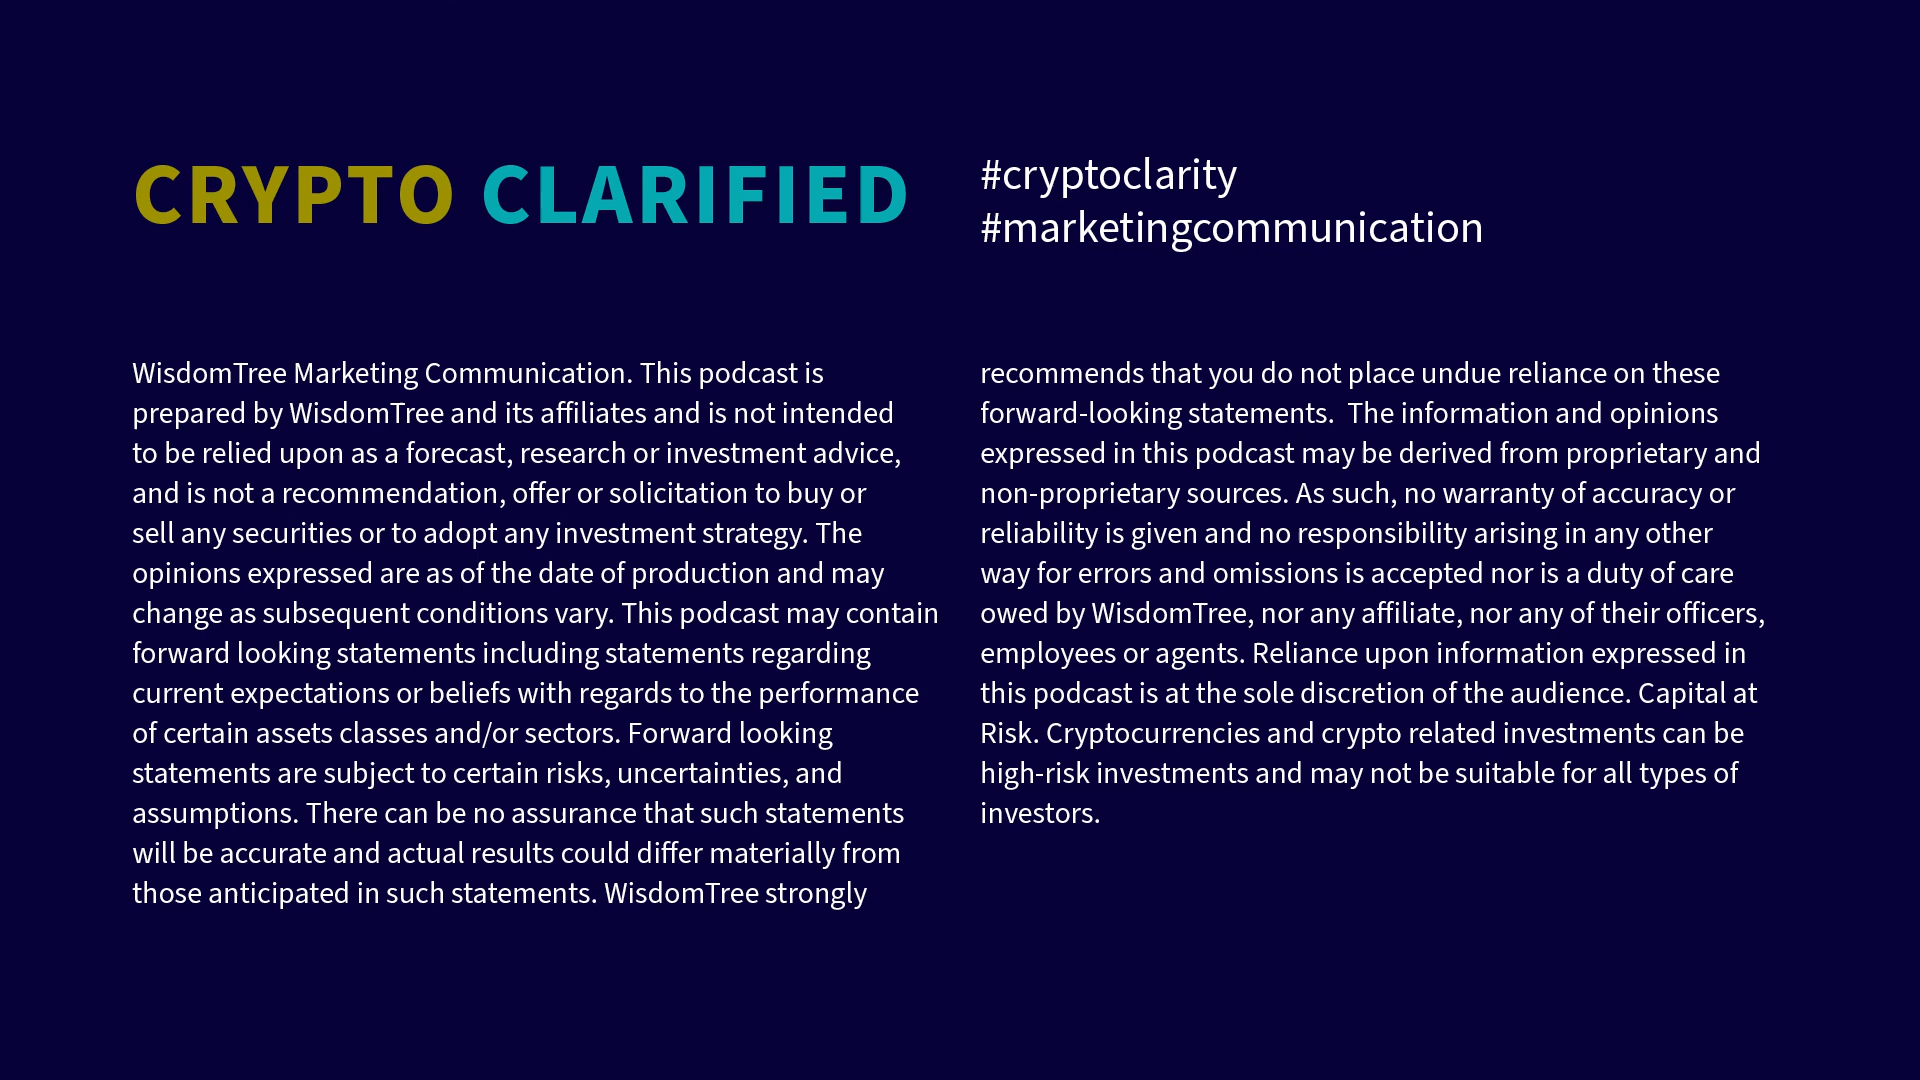 CRYPTO CLARIFIED
#cryptoclarity
#marketingcommunication
WisdomTree Marketing Communication. This podcast is
prepared by WisdomTree and its affiliates and is not intended
to be relied upon as a forecast, research or investment advice,
and is not a recommendation, offer or solicitation to buy or
sell any securities or to adopt any investment strategy. The
opinions expressed are as of the date of production and may
change as subsequent conditions vary. This podcast may contain
forward looking statements including statements regarding
current expectations or beliefs with regards to the performance
of certain assets classes and/or sectors. Forward looking
statements are subject to certain risks, uncertainties, and
assumptions. There can be no assurance that such statements
will be accurate and actual results could differ materially from
those anticipated in such statements. WisdomTree strongly
recommends that you do not place undue reliance on these
forward-looking statements.  The information and opinions
expressed in this podcast may be derived from proprietary and
non-proprietary sources. As such, no warranty of accuracy or
reliability is given and no responsibility arising in any other
way for errors and omissions is accepted nor is a duty of care
owed by WisdomTree, nor any affiliate, nor any of their officers,
employees or agents. Reliance upon information expressed in
this podcast is at the sole discretion of the audience. Capital at
Risk. Cryptocurrencies and crypto related investments can be
high-risk investments and may not be suitable for all types of
investors.